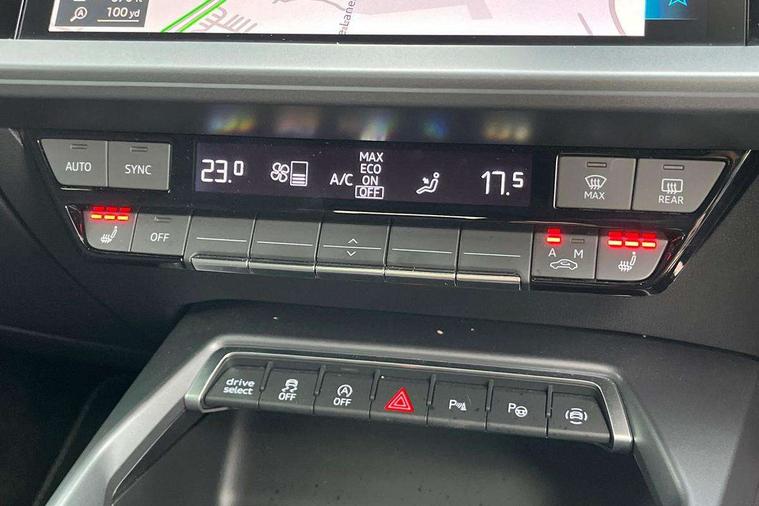 100 yd
AUTO
SYNC
23.0
A/C
MAX
ECO
ON
OFF
17.5
MAX
REAR
OFF
A M
drive
select
OFF
A
OFF
P
P